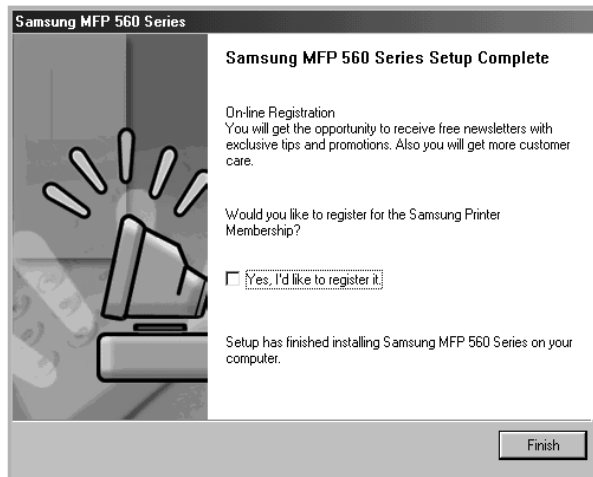 Samsung MFP 560 Series
Samsung MFP 560 Series Setup Complete
On-line Registration
You will get the opportunity to receive free newsletters with
exclusive tips and promotions. Also you will get more customer
care.
Would you like to register for the Samsung Printer
Membership?
Yes, I'd like to register it.
Setup has finished installing Samsung MFP 560 Series on your
computer.
Finish